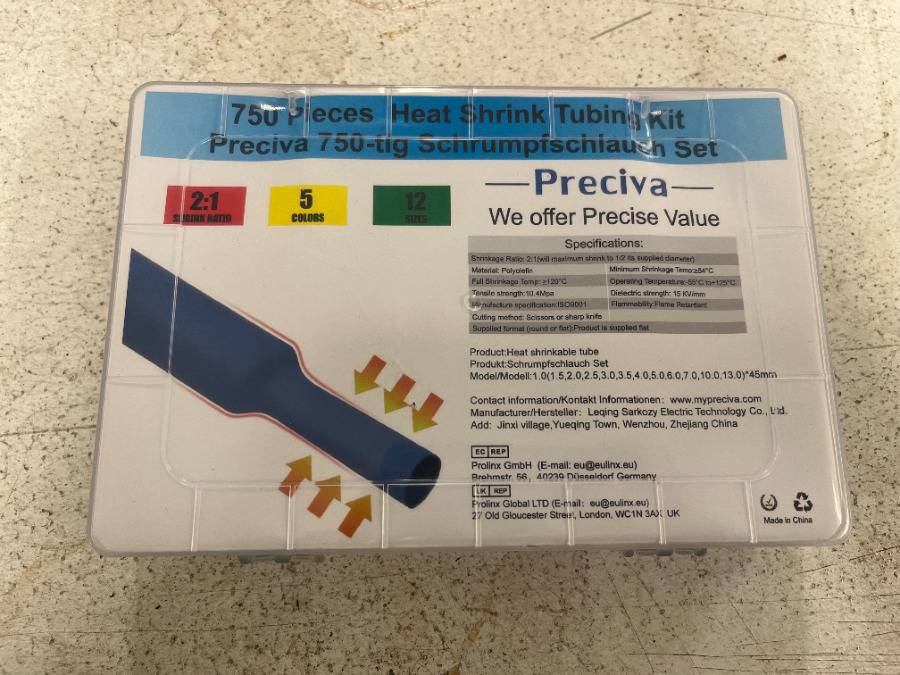 750 Pieces Heat Shrink Tubing Kit
Preciva 750-tlg Schrumpfschlauch Set
2:1
SHRINK RATIO
5
COLORS
12
SIZES
Preciva
We offer Precise Value
Specifications:
Shrinkage Ratio: 2:1(will maximum shrink to 1/2 its supplied diameter)
Material: Polyolefin
Minimum Shrinkage Temp:≥84°C
Full Shrinkage Temp: ≥120°C
Operating Temperature:-55°C to+125°C
Tensile strength:10.4Mpa
Dielectric strength: 15 KV/mm
Manufacture specification:ISO9001
Flammability:Flame Retardant
Cutting method: Scissors or sharp knife
Supplied format (round or flat):Product is supplied flat
Product:Heat shrinkable tube
Produkt:Schrumpfschlauch Set
Model/Modell:1.0(1.5,2.0,2.5,3.0,3.5,4.0,5.0,6.0,7.0,10.0,13.0)*45mm
Contact information/Kontakt Informationen: www.mypreciva.com
Manufacturer/Hersteller: Leqing Sarkozy Electric Technology Co., Ltd.
Add: Jinxi village,Yueqing Town, Wenzhou, Zhejiang China
EC REP
Prolinx GmbH (E-mail: eu@eulinx.eu)
Brehmstr. 56, 40239 Düsseldorf Germany
UK REP
Prolinx Global LTD (E-mail: eu@eulinx.eu)
27 Old Gloucester Street, London, WC1N 3AX, UK
Made in China